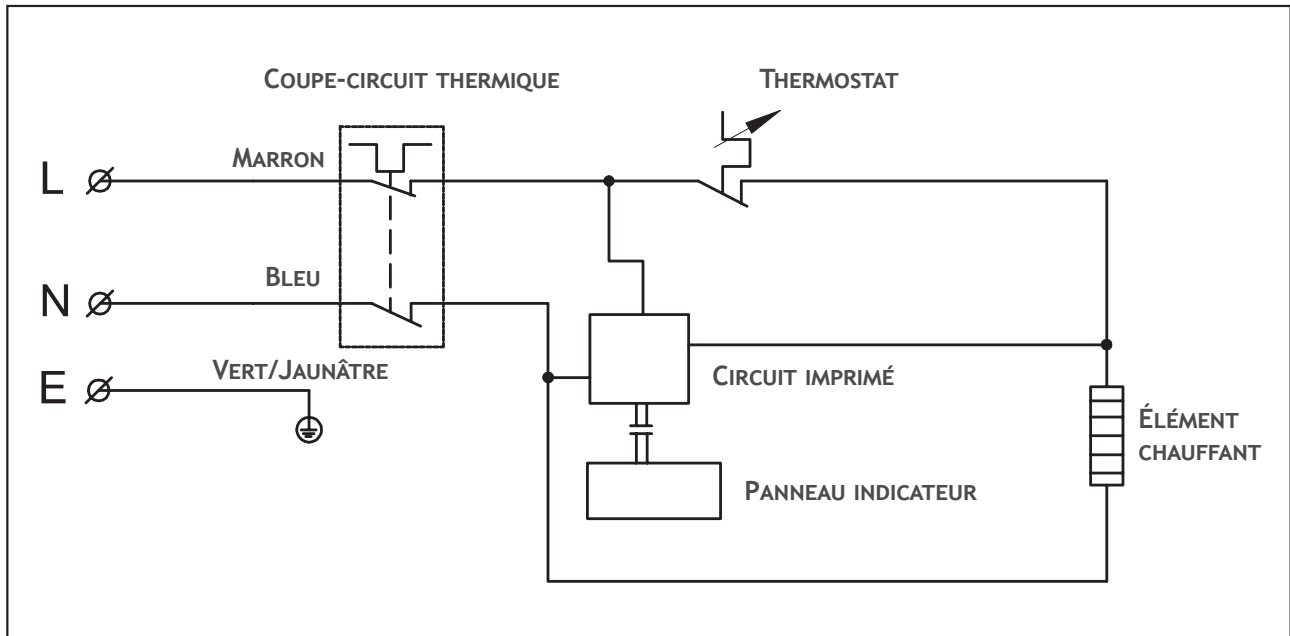 COUPE-CIRCUIT THERMIQUE
THERMOSTAT
MARRON
L
BLEU
N
VERT/JAUNÂTRE
E
CIRCUIT IMPRIMÉ
ÉLÉMENT
CHAUFFANT
PANNEAU INDICATEUR